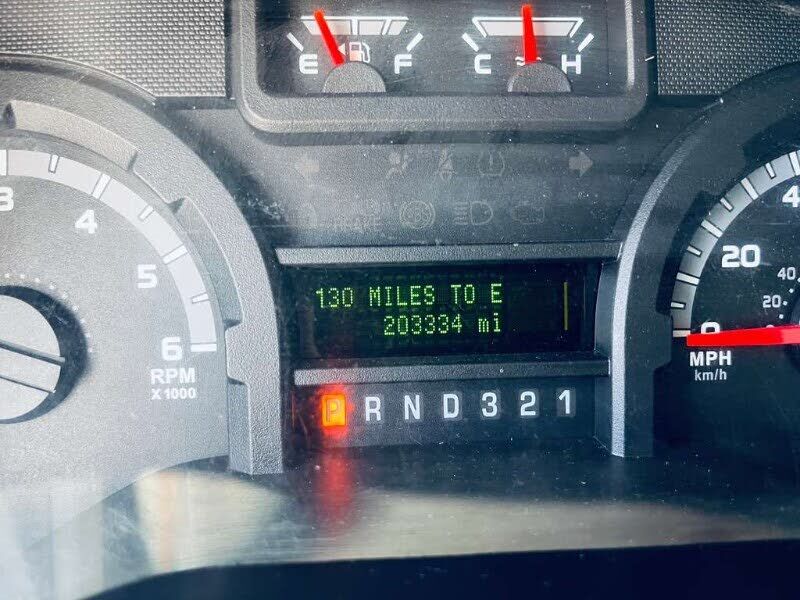 E F
C H
3
4
5
6
RPM
X 1000
130 MILES TO E
203334 mi
P R N D 3 2 1
4
20
0
40
20
MPH
km/h